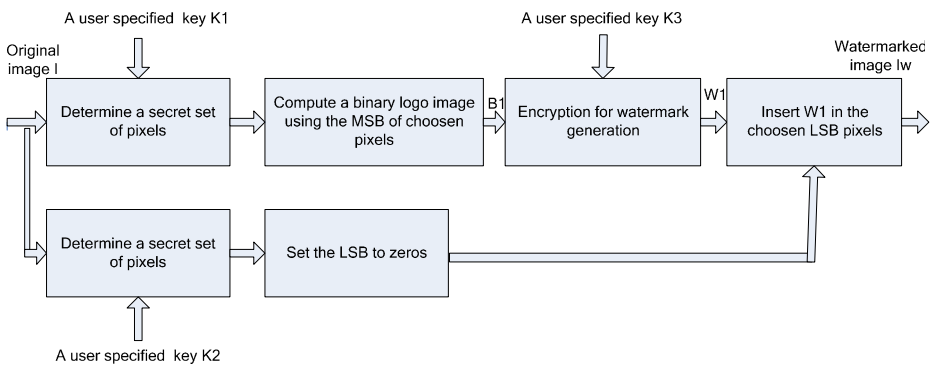 A user specified key K1
A user specified key K3
Original
image I
Watermarked
image Iw
Determine a secret set
of pixels
Compute a binary logo image
using the MSB of choosen
pixels
B1
Encryption for watermark
generation
W1
Insert W1 in the
choosen LSB pixels
Determine a secret set
of pixels
Set the LSB to zeros
A user specified key K2